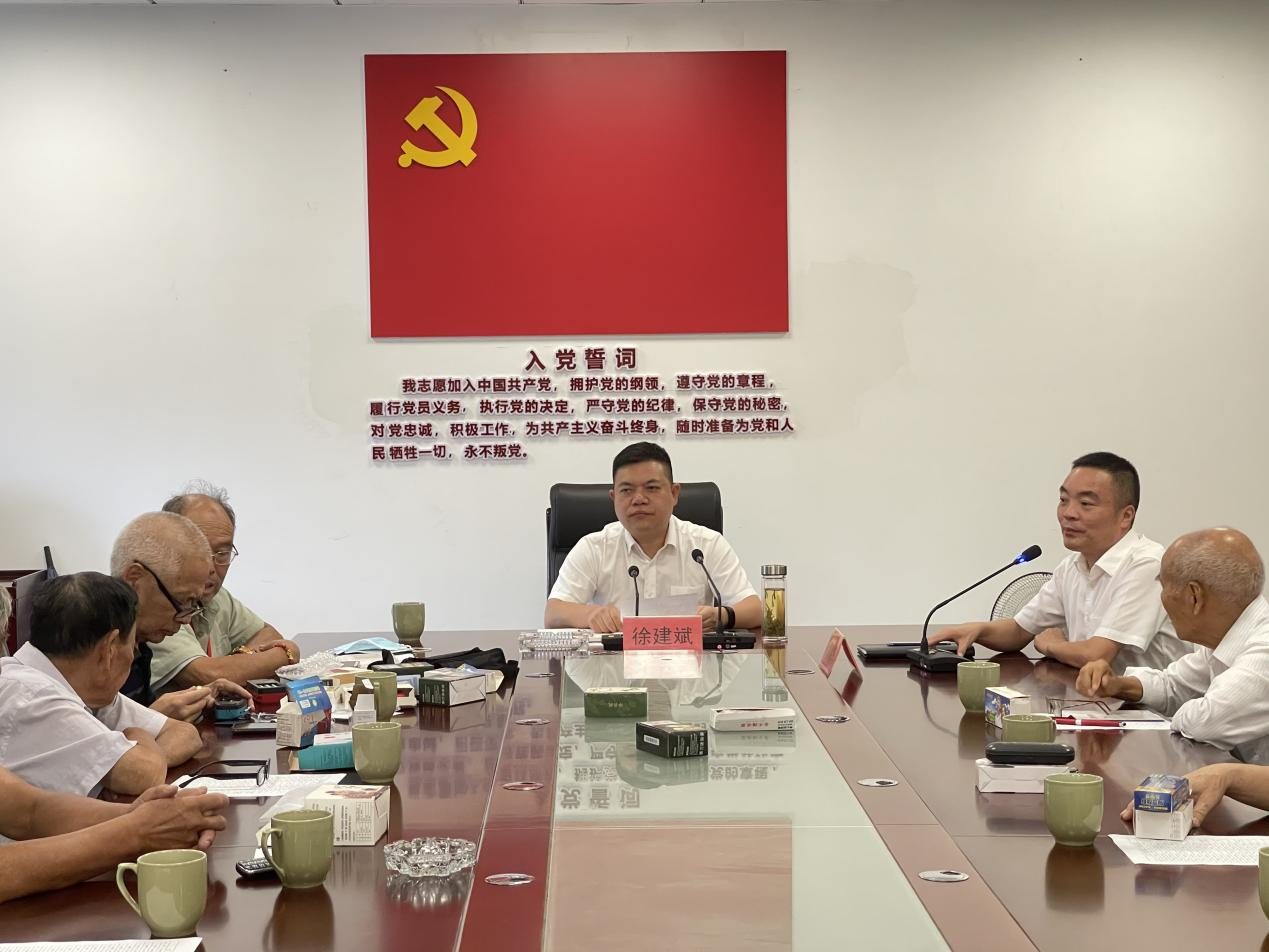 入党誓词
我志愿加入中国共产党，拥护党的纲领，遵守党的章程，
履行党员义务，执行党的决定，严守党的纪律，保守党的秘密，
对党忠诚，积极工作，为共产主义奋斗终身，随时准备为党和人
民牺牲一切，永不叛党。
徐建斌